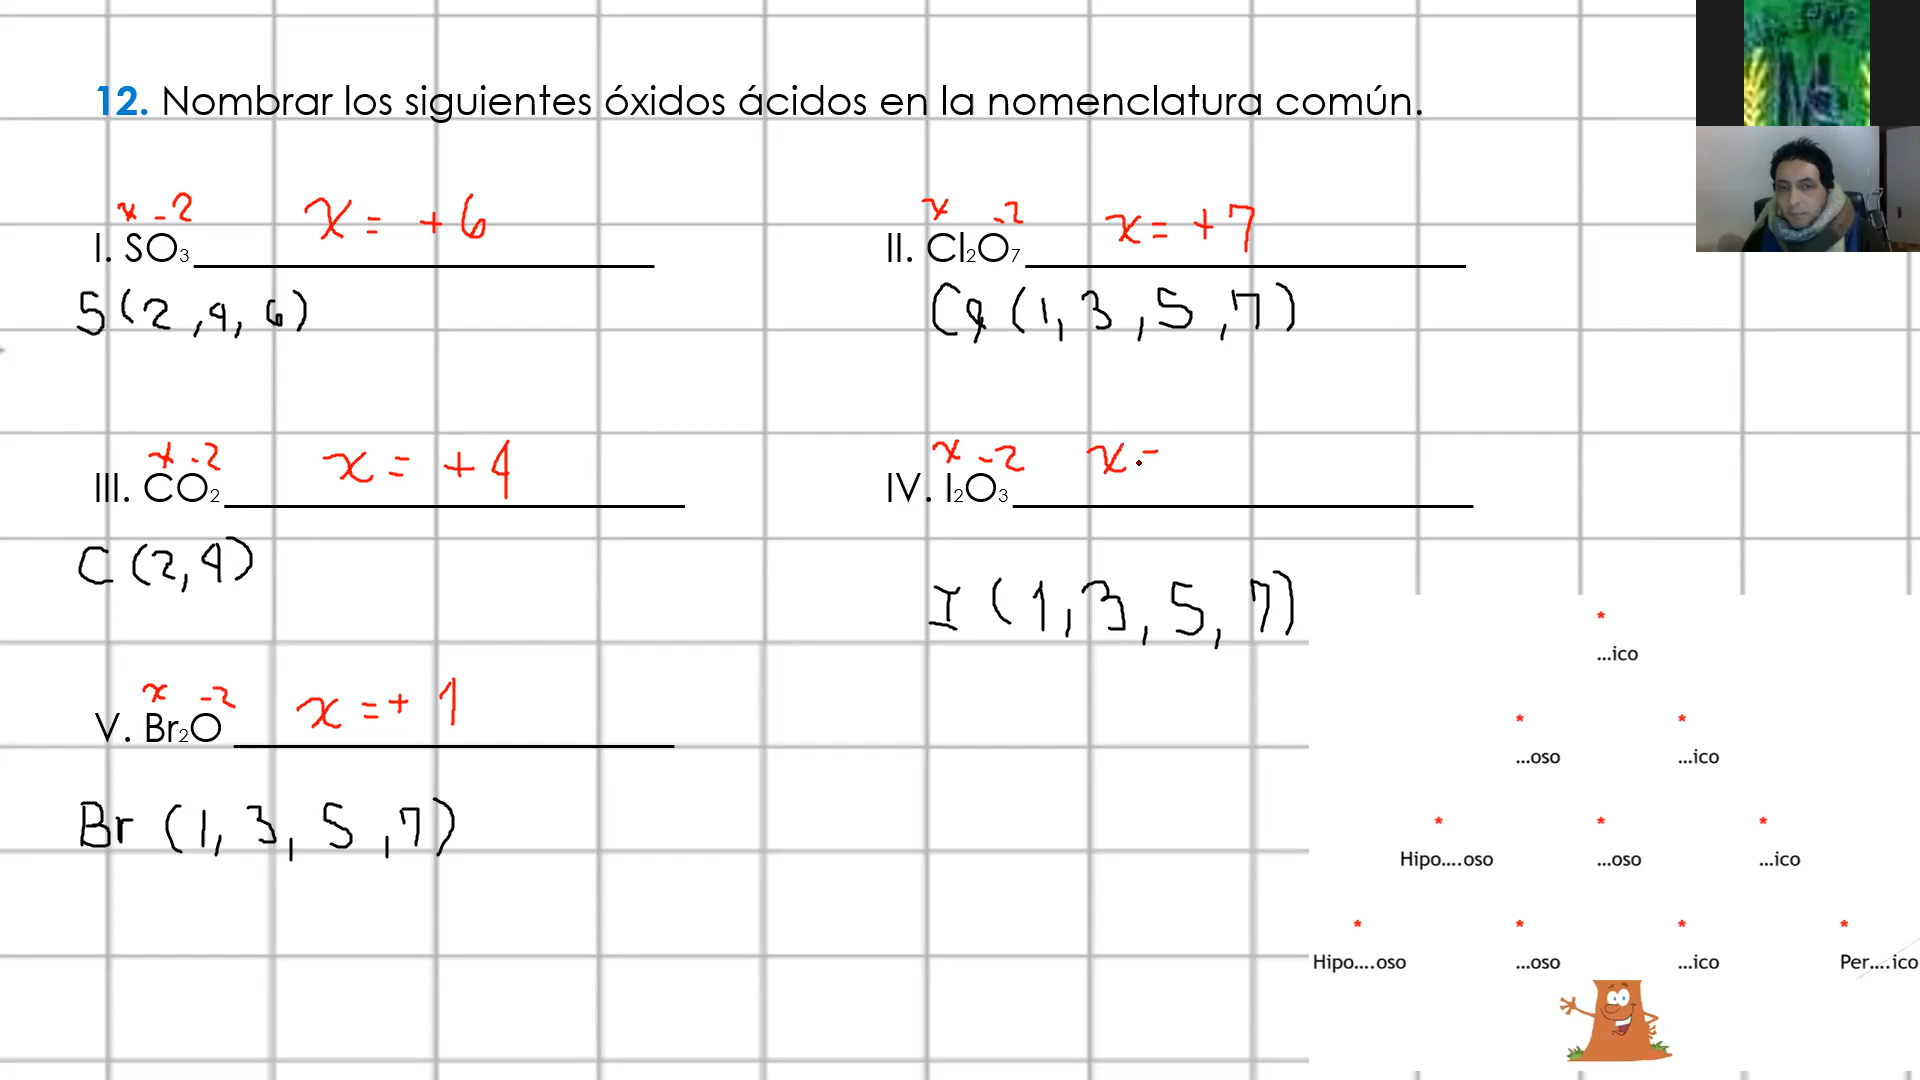 12. Nombrar los siguientes óxidos ácidos en la nomenclatura común.
x -2 x = +6
I. SO₃
S (2, 4, 6)
x -2 x = +7
II. Cl₂O₇
Cl (1, 3, 5, 7)
x -2 x = +4
III. CO₂
C (2, 4)
x -2 x =
IV. I₂O₃
I (1, 3, 5, 7)
x -2 x = + 1
V. Br₂O
Br (1, 3, 5, 7)
*
...ico
* *
...oso ...ico
* * *
Hipo....oso ...oso ...ico
* * * *
Hipo....oso ...oso ...ico Per....ico